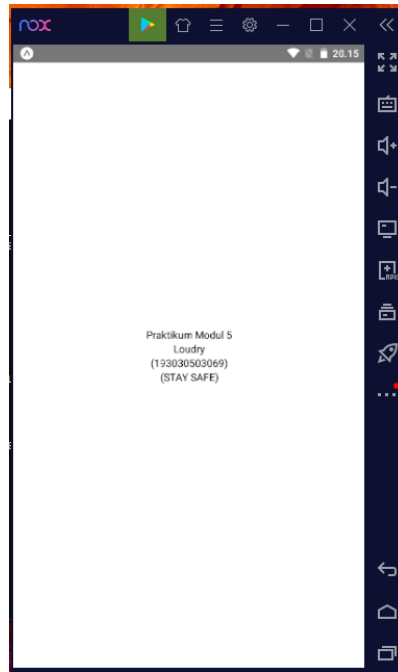 nox
20.15
Praktikum Modul 5
Loudry
(193030503069)
(STAY SAFE)